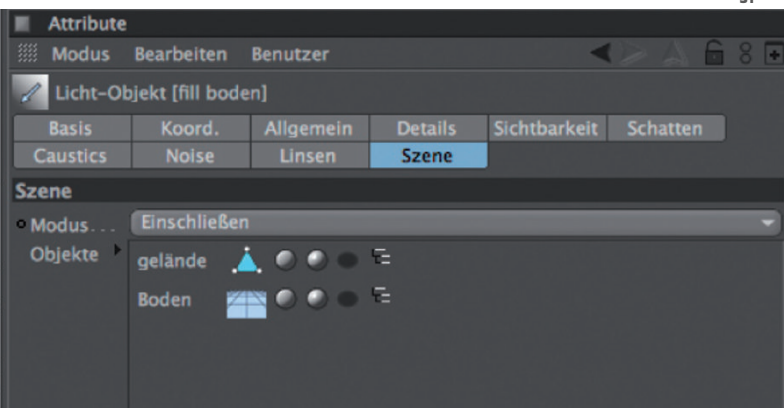 Attribute
Modus Bearbeiten Benutzer
Licht-Objekt [fill boden]
Basis Koord. Allgemein Details Sichtbarkeit Schatten
Caustics Noise Linsen Szene
Szene
Modus... Einschließen
Objekte gelände
Boden